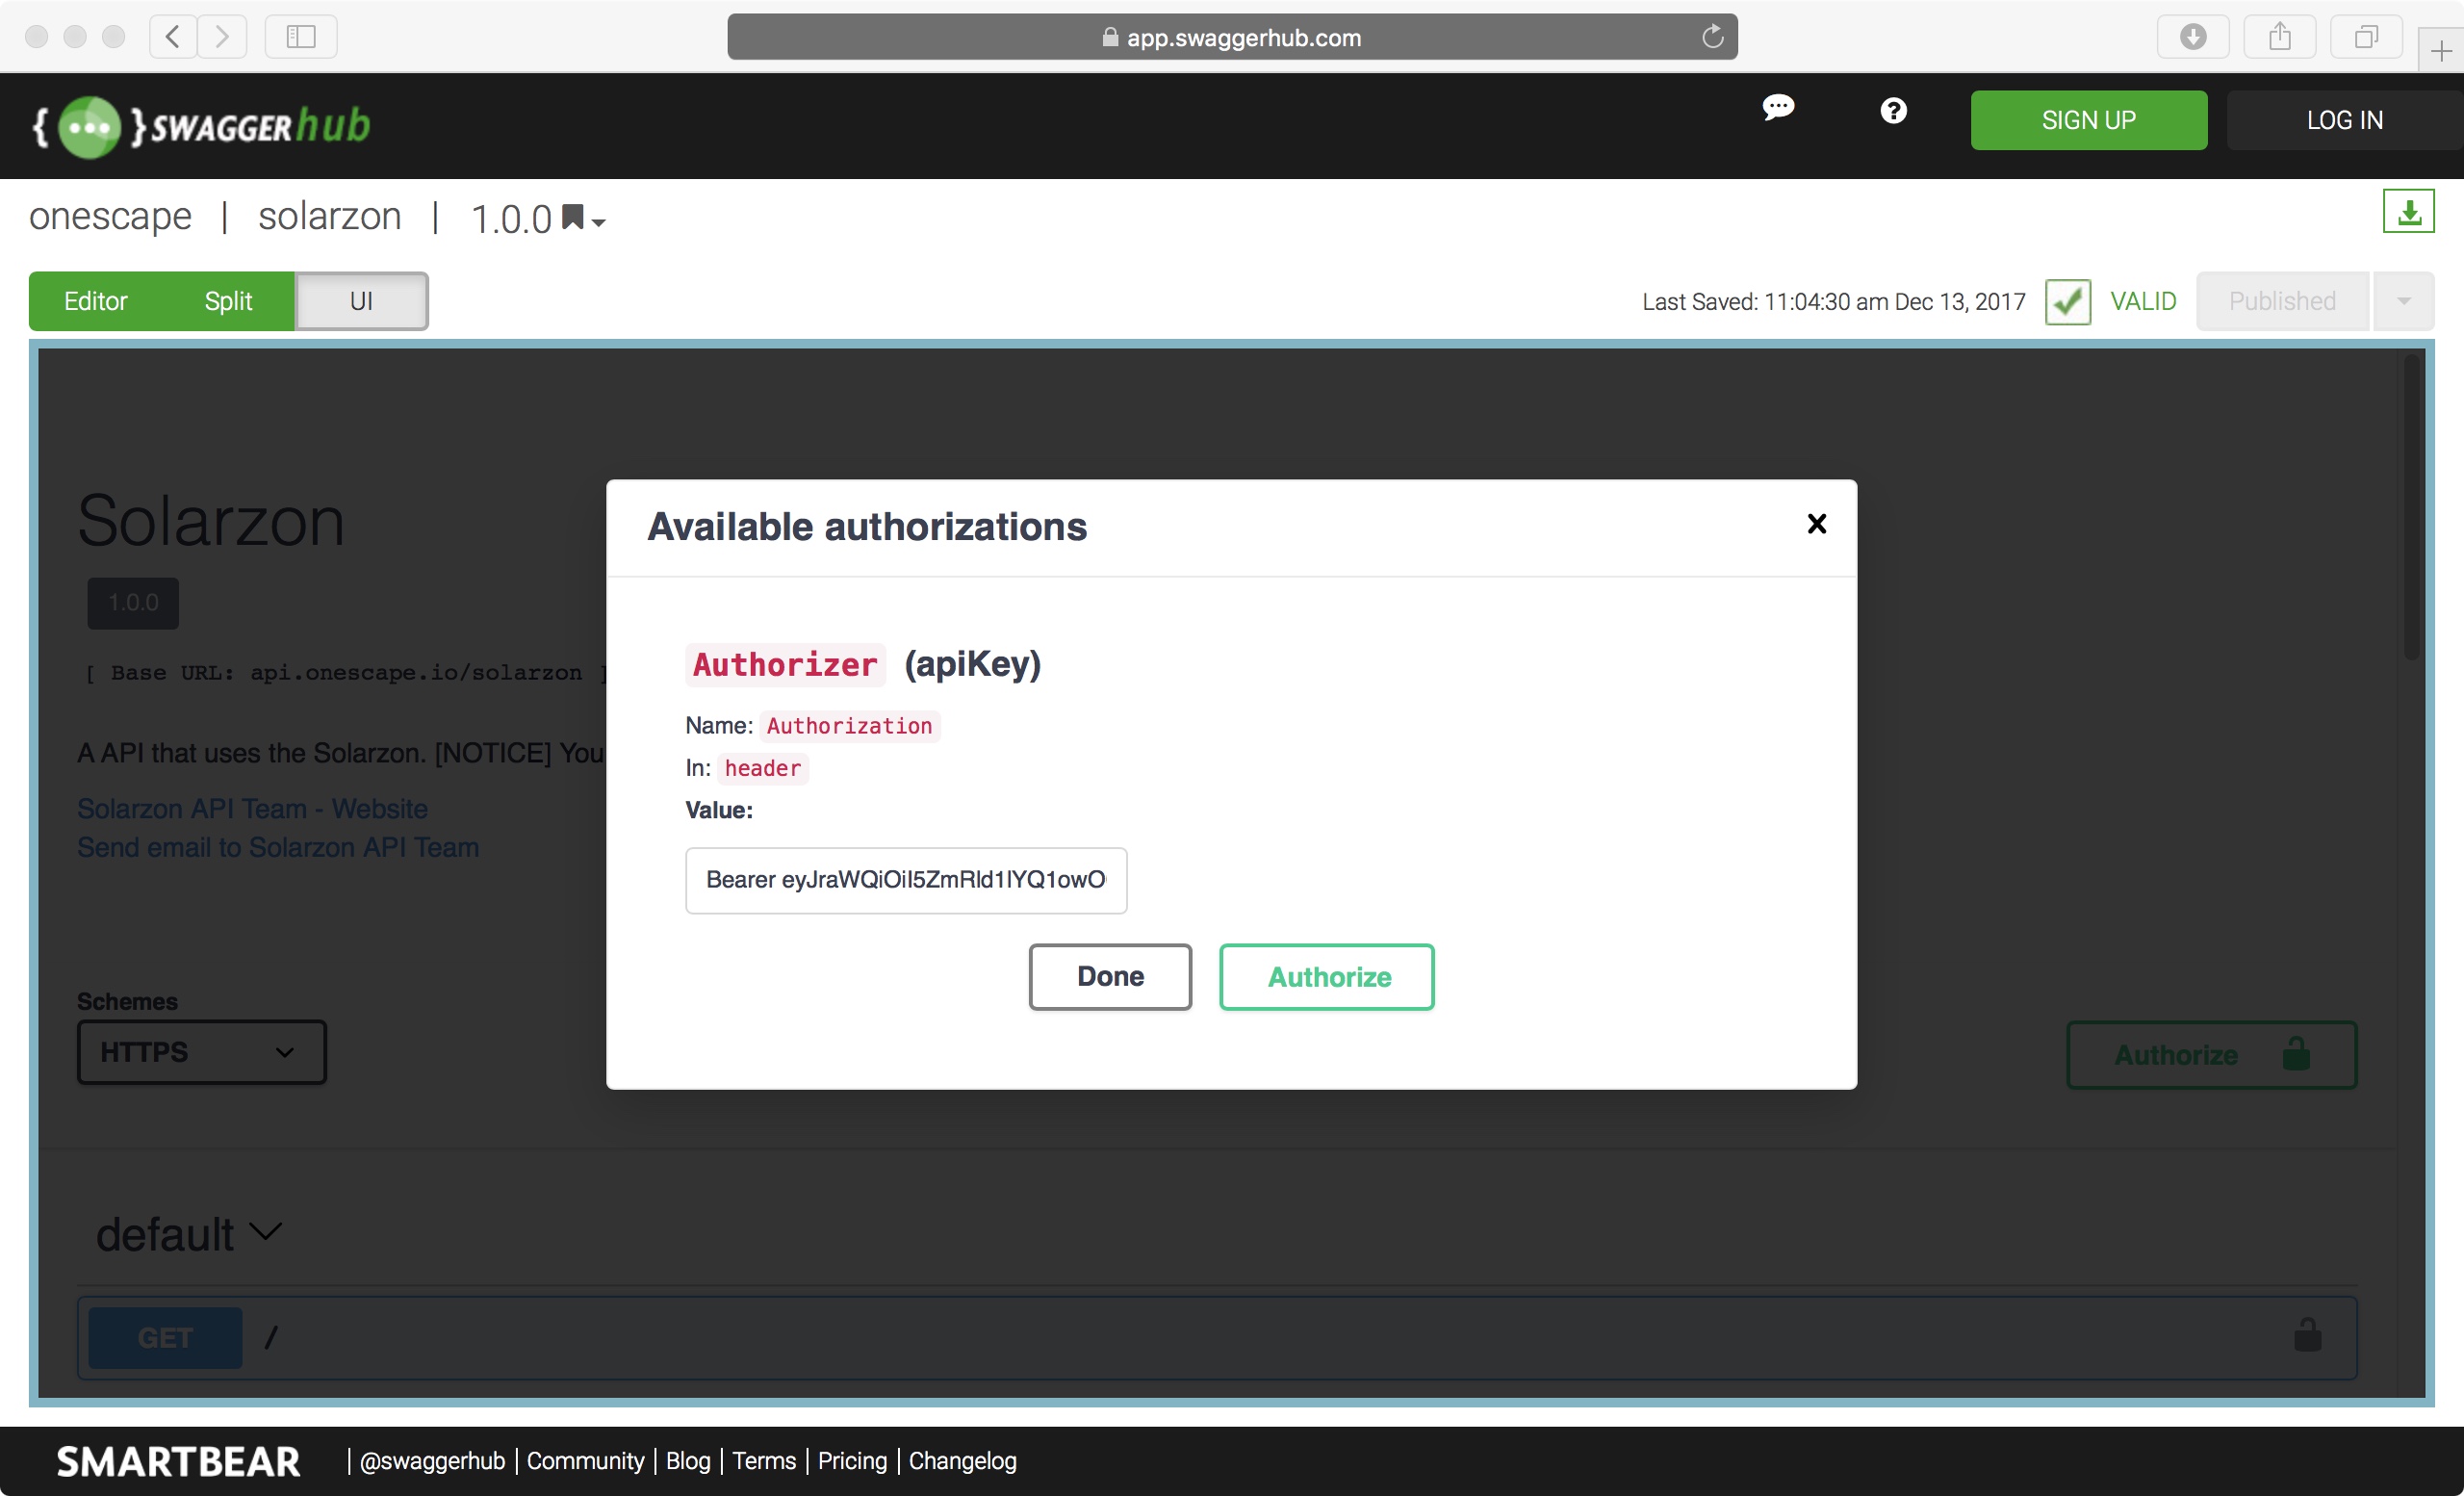 app.swaggerhub.com
{ ••• } SWAGGER hub
SIGN UP
LOG IN
onescape | solarzon | 1.0.0
Editor
Split
UI
Last Saved: 11:04:30 am Dec 13, 2017
VALID
Published
Solarzon
1.0.0
[ Base URL: api.onescape.io/solarzon ]
A API that uses the Solarzon. [NOTICE] You
Solarzon API Team - Website
Send email to Solarzon API Team
Available authorizations
Authorizer (apiKey)
Name: Authorization
In: header
Value:
Bearer eyJraWQiOiI5ZmRld1lYQ1owO
Done
Authorize
Schemes
HTTPS
Authorize
default
GET /
SMARTBEAR | @swaggerhub | Community | Blog | Terms | Pricing | Changelog